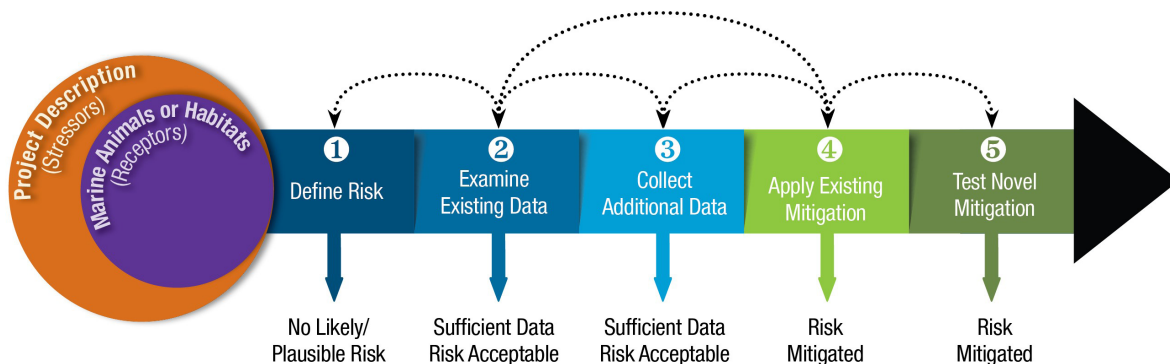 Project Description
(Stressors)
Marine Animals or Habitats
(Receptors)
1
Define Risk
2
Examine
Existing Data
3
Collect
Additional Data
4
Apply Existing
Mitigation
5
Test Novel
Mitigation
No Likely/
Plausible Risk
Sufficient Data
Risk Acceptable
Sufficient Data
Risk Acceptable
Risk
Mitigated
Risk
Mitigated